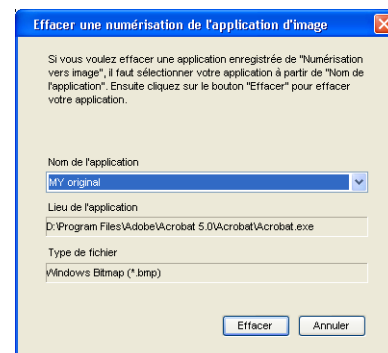 Effacer une numérisation de l'application d'image
Si vous voulez effacer une application enregistrée de "Numérisation
vers image", il faut sélectionner votre application à partir de "Nom de
l'application". Ensuite cliquez sur le bouton "Effacer" pour effacer
votre application.
Nom de l'application
MY original
Lieu de l'application
D:\Program Files\Adobe\Acrobat 5.0\Acrobat\Acrobat.exe
Type de fichier
Windows Bitmap (*.bmp)
Effacer
Annuler